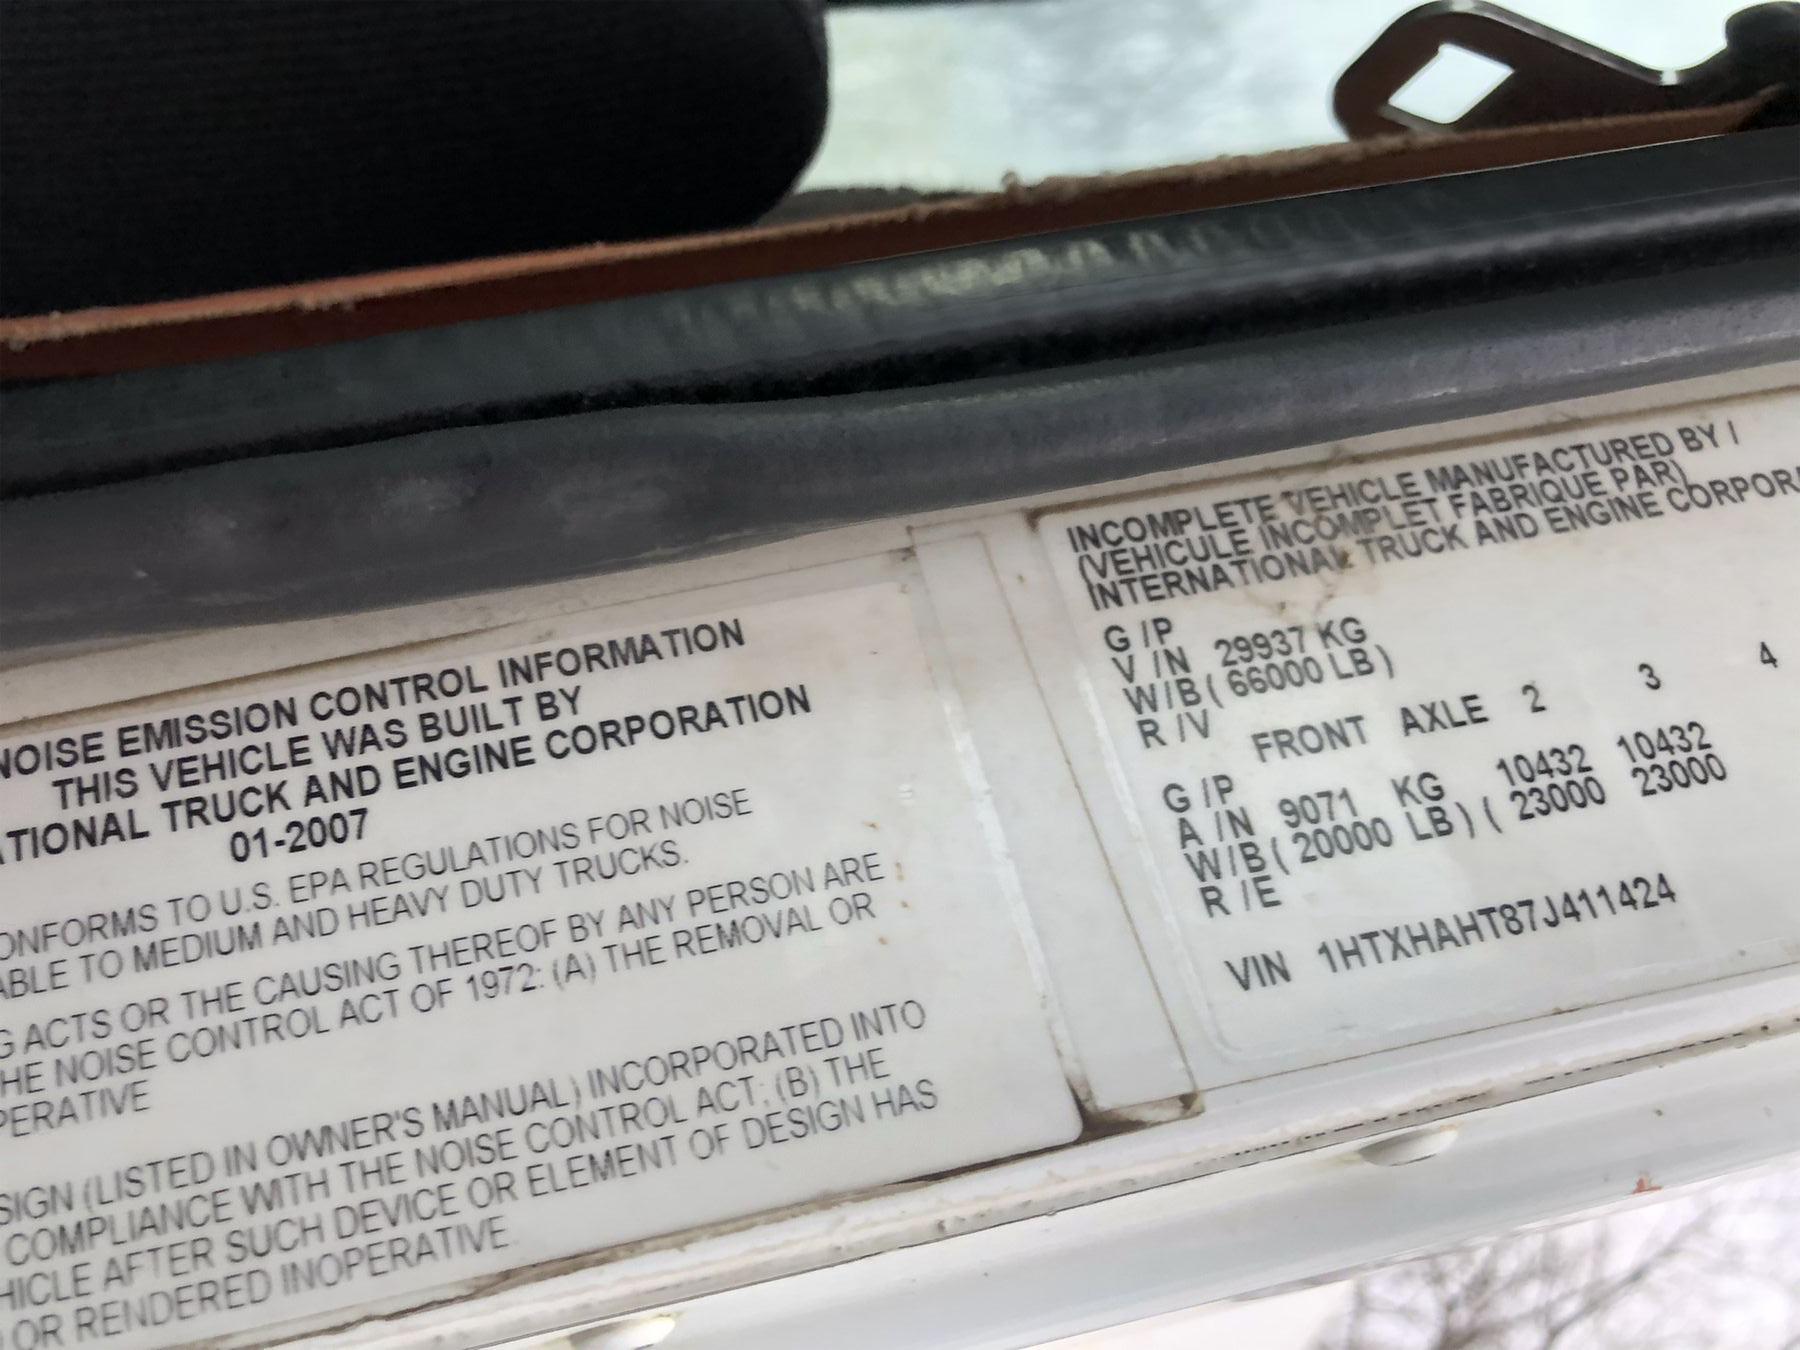 NOISE EMISSION CONTROL INFORMATION
THIS VEHICLE WAS BUILT BY
ATIONAL TRUCK AND ENGINE CORPORATION
01-2007
ONFORMS TO U.S. EPA REGULATIONS FOR NOISE
ABLE TO MEDIUM AND HEAVY DUTY TRUCKS.
G ACTS OR THE CAUSING THEREOF BY ANY PERSON ARE
HE NOISE CONTROL ACT OF 1972: (A) THE REMOVAL OR
PERATIVE
SIGN (LISTED IN OWNER'S MANUAL) INCORPORATED INTO
COMPLIANCE WITH THE NOISE CONTROL ACT; (B) THE
HICLE AFTER SUCH DEVICE OR ELEMENT OF DESIGN HAS
OR RENDERED INOPERATIVE.
INCOMPLETE VEHICLE MANUFACTURED BY I
(VEHICULE INCOMPLET FABRIQUE PAR)
INTERNATIONAL TRUCK AND ENGINE CORPOR
G /P
V /N 29937 KG
W/B ( 66000 LB )
R /V
FRONT AXLE 2 3 4
G /P
A /N 9071 KG 10432 10432
W/B ( 20000 LB ) ( 23000 23000
R /E
VIN 1HTXHAHT87J411424